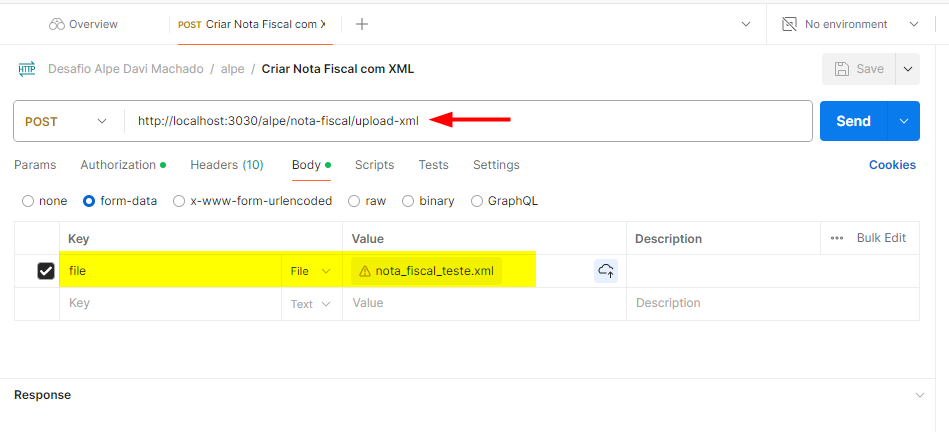 Overview
POST Criar Nota Fiscal com X
No environment
HTTP Desafio Alpe Davi Machado / alpe / Criar Nota Fiscal com XML
Save
POST http://localhost:3030/alpe/nota-fiscal/upload-xml
Send
Params Authorization Headers (10) Body Scripts Tests Settings Cookies
none form-data x-www-form-urlencoded raw binary GraphQL
Key Value Description Bulk Edit
file File nota_fiscal_teste.xml
Key Text Value Description
Response